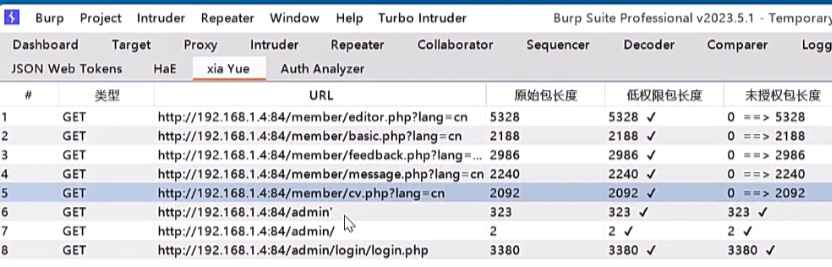 Burp Project Intruder Repeater Window Help Turbo Intruder Burp Suite Professional v2023.5.1 - Temporary
Dashboard Target Proxy Intruder Repeater Collaborator Sequencer Decoder Comparer Logg
JSON Web Tokens HaE xia Yue Auth Analyzer
# 类型 URL 原始包长度 低权限包长度 未授权包长度
1 GET http://192.168.1.4:84/member/editor.php?lang=cn 5328 5328 ✓ 0 ==> 5328
2 GET http://192.168.1.4:84/member/basic.php?lang=cn 2188 2188 ✓ 0 ==> 2188
3 GET http://192.168.1.4:84/member/feedback.php?lang=... 2986 2986 ✓ 0 ==> 2986
4 GET http://192.168.1.4:84/member/message.php?lang=cn 2240 2240 ✓ 0 ==> 2240
5 GET http://192.168.1.4:84/member/cv.php?lang=cn 2092 2092 ✓ 0 ==> 2092
6 GET http://192.168.1.4:84/admin' 323 323 ✓ 323 ✓
7 GET http://192.168.1.4:84/admin/ 2 2 ✓ 2 ✓
8 GET http://192.168.1.4:84/admin/login/login.php 3380 3380 ✓ 3380 ✓